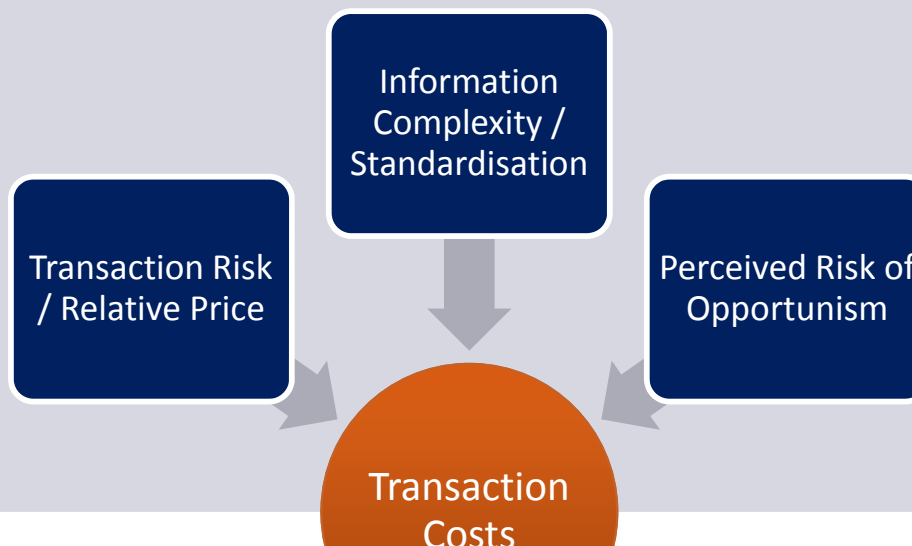 Information
Complexity /
Standardisation
Transaction Risk
/ Relative Price
Perceived Risk of
Opportunism
Transaction
Costs